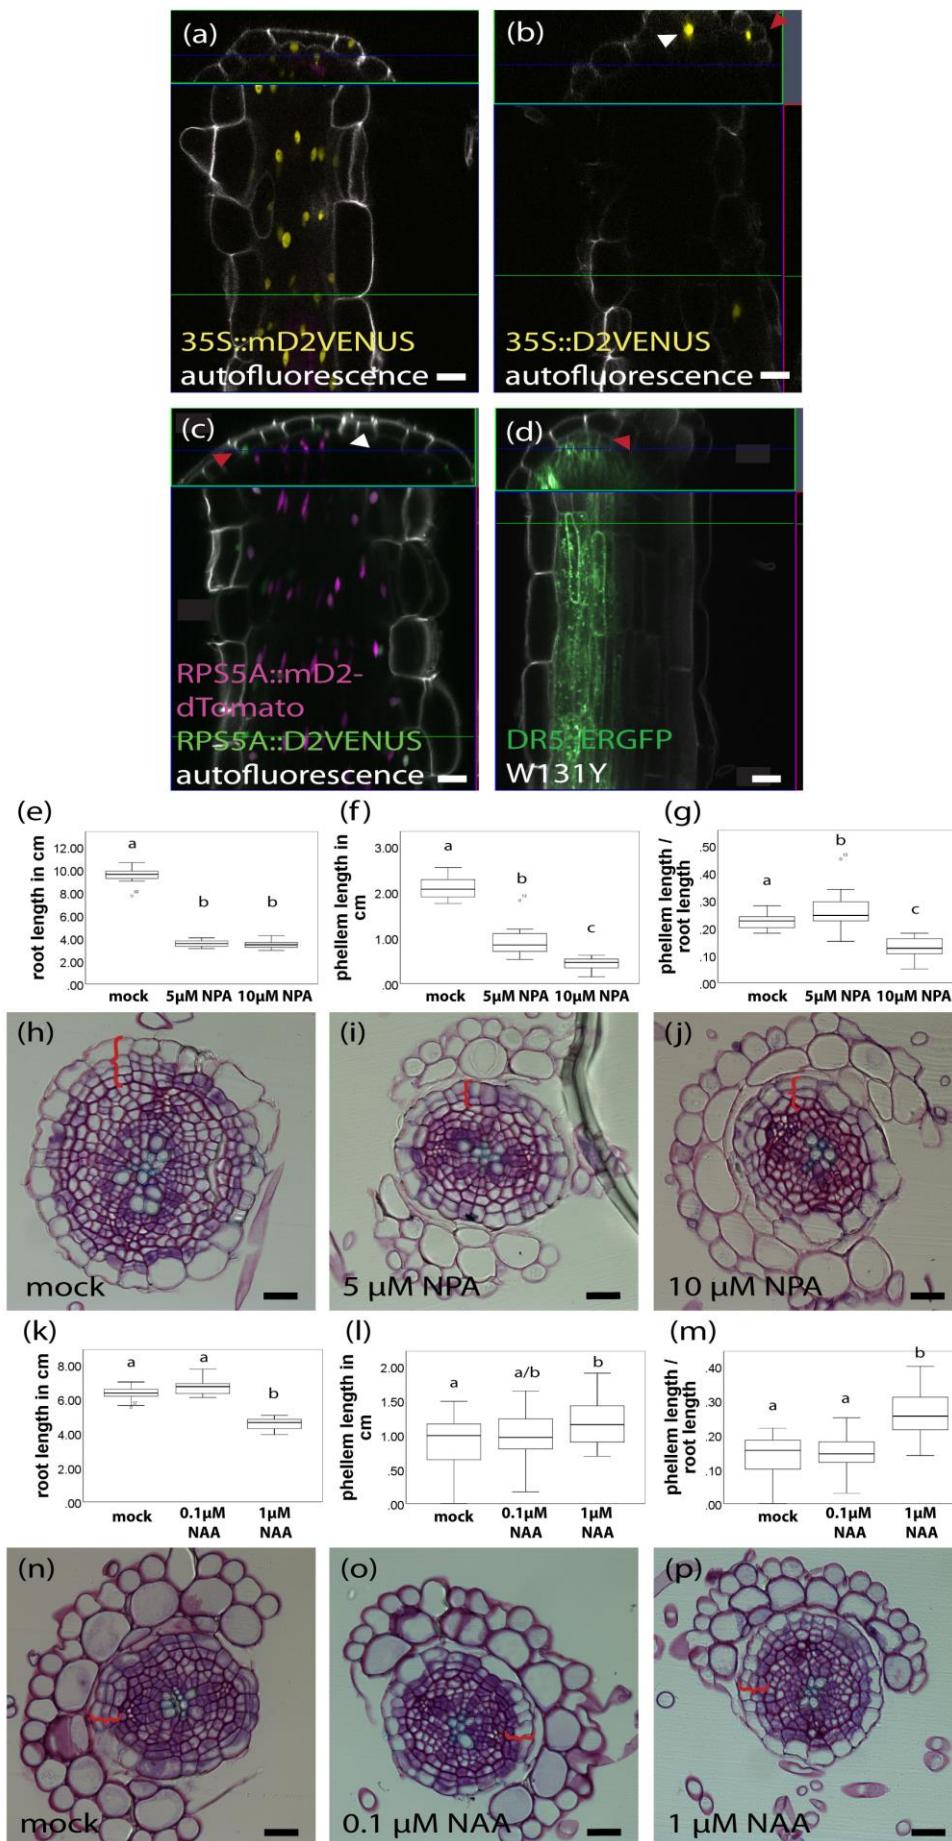 (a)
35S::mD2VENUS
autofluorescence
(b)
35S::D2VENUS
autofluorescence
(c)
RPS5A::mD2-
dTomato
RPS5A::D2VENUS
autofluorescence
(d)
DR5::ERGFP
W131Y
(e)
root length in cm
12.00
10.00
8.00
6.00
4.00
2.00
.00
a
b
b
mock
5μM NPA
10μM NPA
(f)
phellem length in
cm
3.00
2.00
1.00
.00
a
b
c
mock
5μM NPA
10μM NPA
(g)
phellem length /
root length
.50
.40
.30
.20
.10
.00
a
b
c
mock
5μM NPA
10μM NPA
(h)
mock
(i)
5 μM NPA
(j)
10 μM NPA
(k)
root length in cm
8.00
6.00
4.00
2.00
.00
a
a
b
mock
0.1μM
NAA
1μM
NAA
(l)
phellem length in
cm
2.00
1.50
1.00
.50
.00
a
a/b
b
mock
0.1μM
NAA
1μM
NAA
(m)
phellem length /
root length
.40
.30
.20
.10
.00
a
a
b
mock
0.1μM
NAA
1μM
NAA
(n)
mock
(o)
0.1 μM NAA
(p)
1 μM NAA